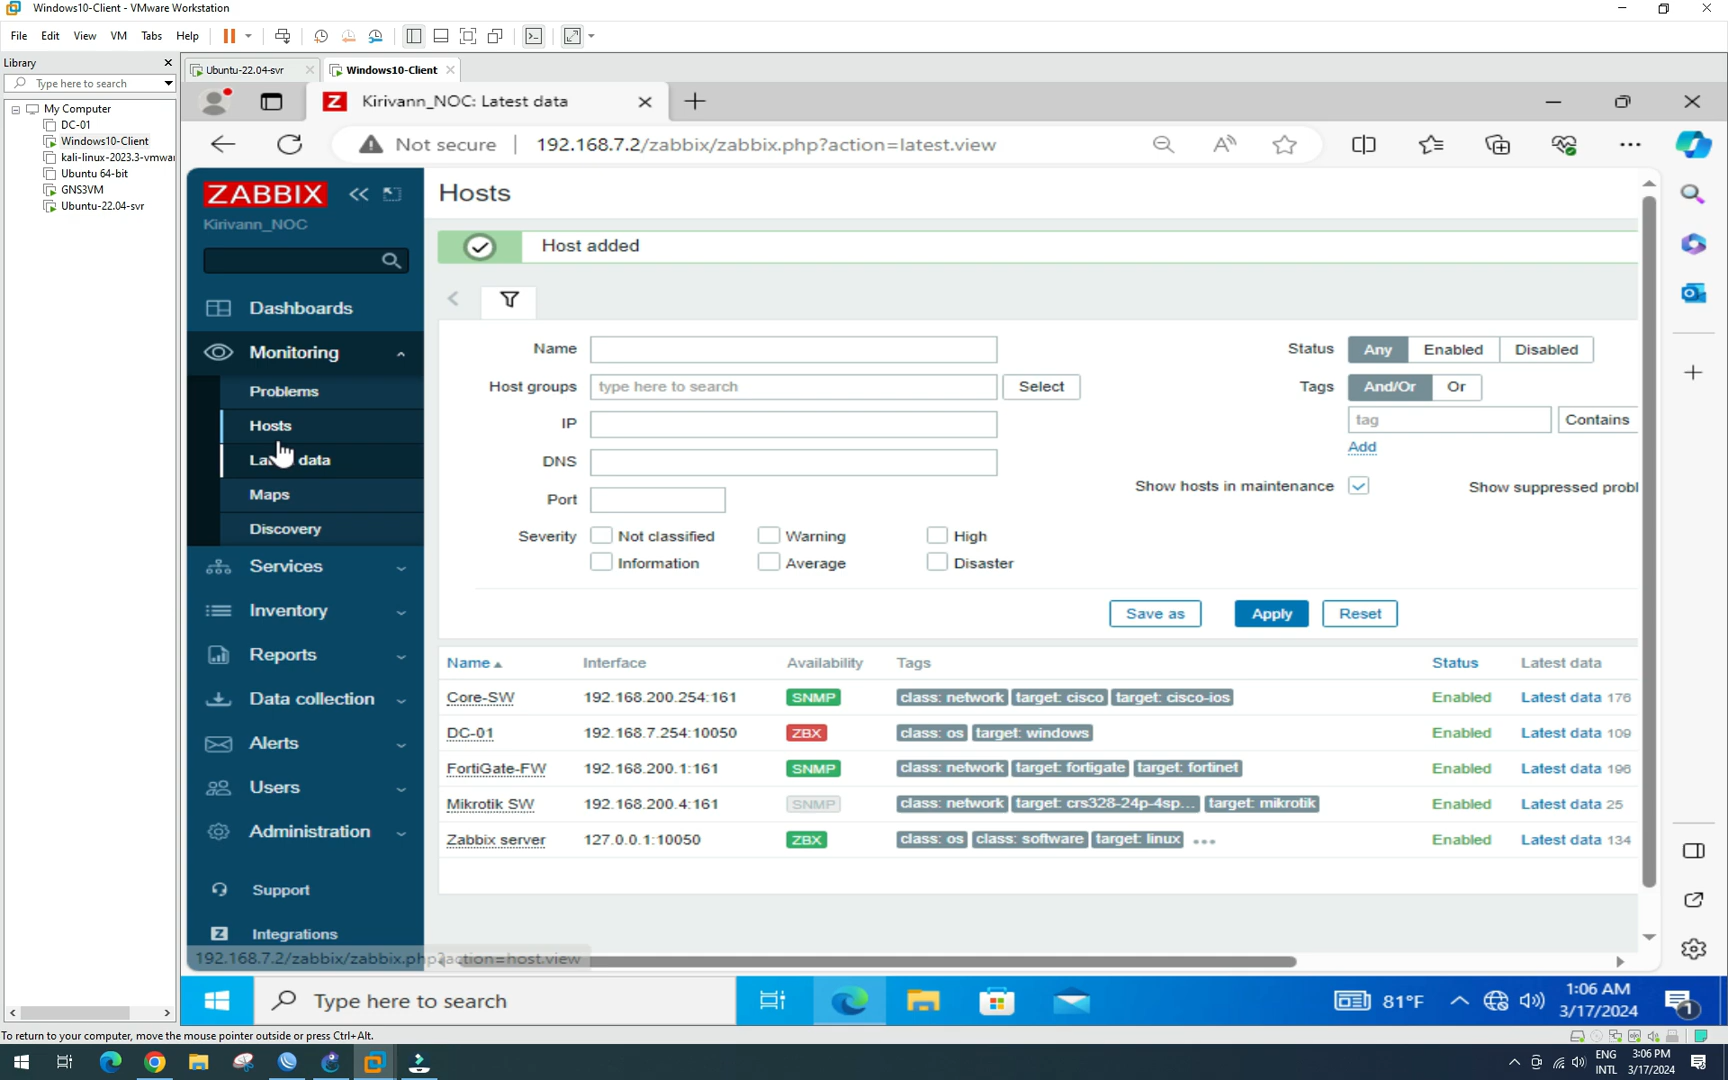 Windows10-Client - VMware Workstation
File Edit View VM Tabs Help
Library
Type here to search
My Computer
DC-01
Windows10-Client
kali-linux-2023.3-vmwar
Ubuntu 64-bit
GNS3VM
Ubuntu-22.04-svr
Ubuntu-22.04-svr
Windows10-Client
Kirivann_NOC: Latest data
Not secure 192.168.7.2/zabbix/zabbix.php?action=latest.view
ZABBIX
Kirivann_NOC
Dashboards
Monitoring
Problems
Hosts
Latest data
Maps
Discovery
Services
Inventory
Reports
Data collection
Alerts
Users
Administration
Support
Integrations
192.168.7.2/zabbix/zabbix.php?action=host.view
Hosts
Host added
Name
Host groups type here to search Select
IP
DNS
Port
Severity Not classified Warning High
Information Average Disaster
Status Any Enabled Disabled
Tags And/Or Or
tag Contains
Add
Show hosts in maintenance Show suppressed probl
Save as Apply Reset
Name Interface Availability Tags Status Latest data
Core-SW 192.168.200.254:161 SNMP class: network target: cisco target: cisco-ios Enabled Latest data 176
DC-01 192.168.7.254:10050 ZBX class: os target: windows Enabled Latest data 109
FortiGate-FW 192.168.200.1:161 SNMP class: network target: fortigate target: fortinet Enabled Latest data 196
Mikrotik SW 192.168.200.4:161 SNMP class: network target: crs328-24p-4sp... target: mikrotik Enabled Latest data 25
Zabbix server 127.0.0.1:10050 ZBX class: os class: software target: linux ••• Enabled Latest data 134
Type here to search
81°F
1:06 AM
3/17/2024
1
To return to your computer, move the mouse pointer outside or press Ctrl+Alt.
ENG
INTL
3:06 PM
3/17/2024